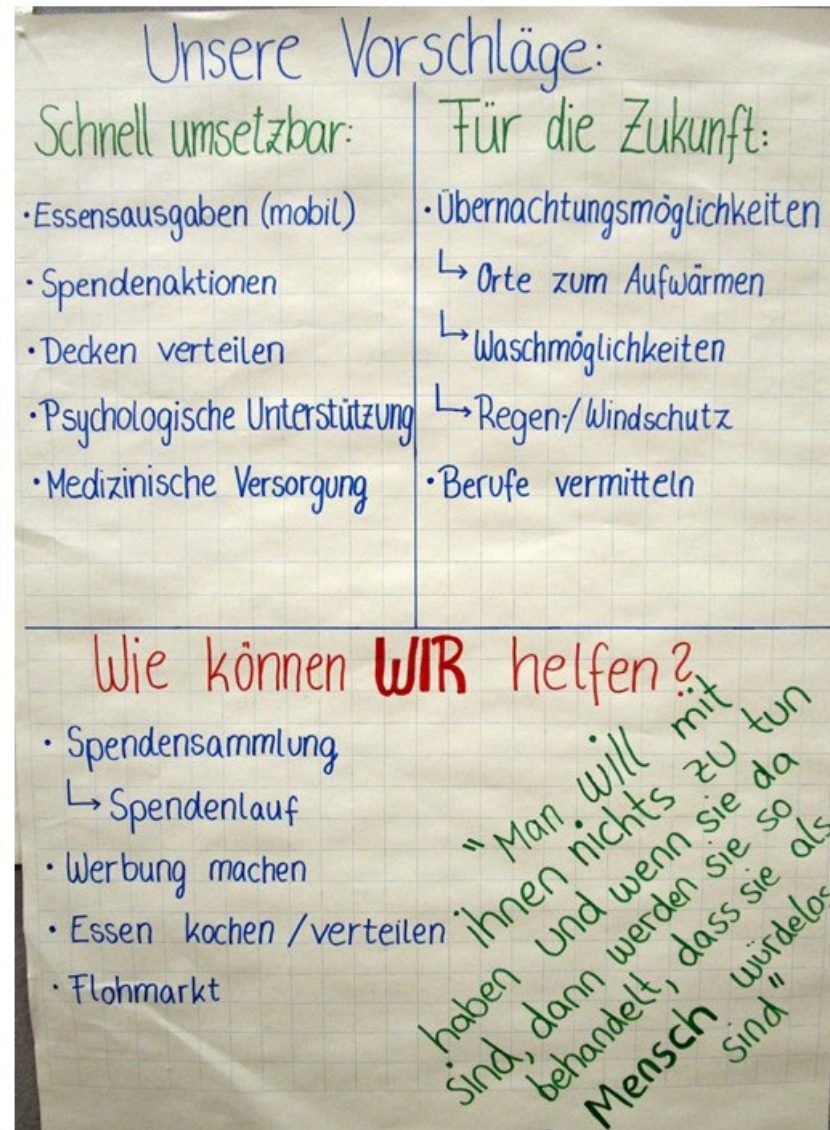 Unsere Vorschläge:
Schnell umsetzbar:
· Essensausgaben (mobil)
· Spendenaktionen
· Decken verteilen
· Psychologische Unterstützung
· Medizinische Versorgung
Für die Zukunft:
· Übernachtungsmöglichkeiten
↳ Orte zum Aufwärmen
↳ Waschmöglichkeiten
↳ Regen-/Windschutz
· Berufe vermitteln
Wie können WIR helfen?
· Spendensammlung
↳ Spendenlauf
· Werbung machen
· Essen kochen / verteilen
· Flohmarkt
"Man will mit
ihnen nichts zu tun
haben und wenn sie da
sind, dann werden sie so
behandelt, dass sie als
Mensch würdelos
sind"